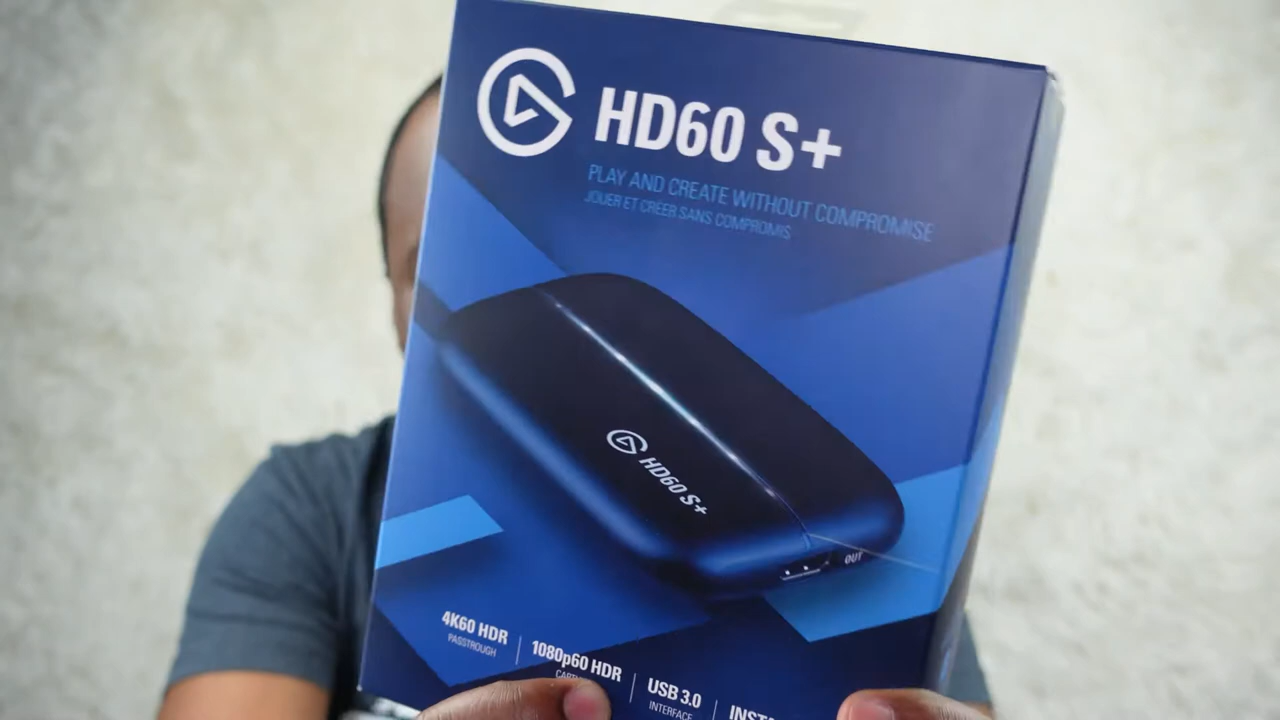 HD60 S+
PLAY AND CREATE WITHOUT COMPROMISE
JOUER ET CRÉER SANS COMPROMIS
HD60 S+
OUT
4K60 HDR
PASSTROUGH
1080p60 HDR
USB 3.0
INTERFACE